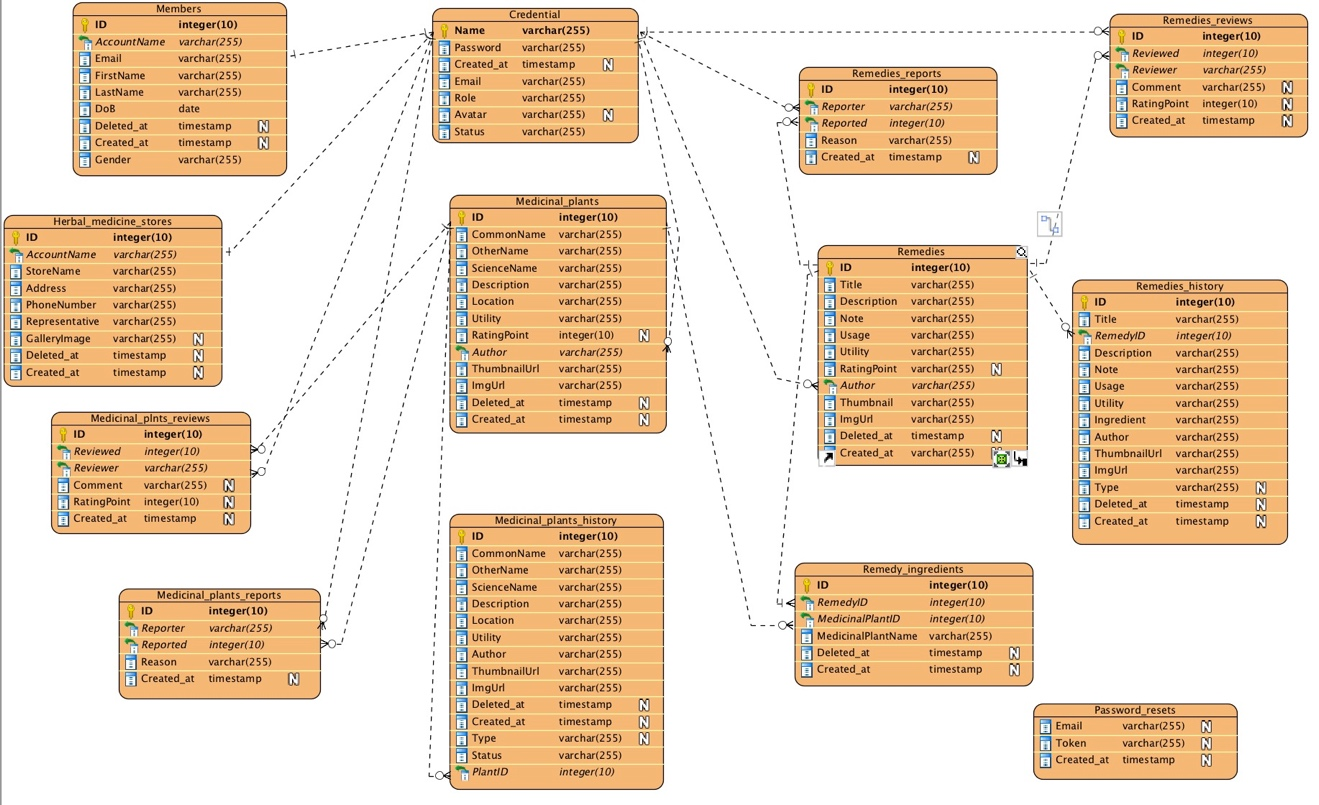 Members
ID integer(10)
AccountName varchar(255)
Email varchar(255)
FirstName varchar(255)
LastName varchar(255)
DoB date
Deleted_at timestamp N
Created_at timestamp N
Gender varchar(255)
Credential
Name varchar(255)
Password varchar(255)
Created_at timestamp N
Email varchar(255)
Role varchar(255)
Avatar varchar(255) N
Status varchar(255)
Remedies_reviews
ID integer(10)
Reviewed integer(10)
Reviewer varchar(255)
Comment varchar(255) N
RatingPoint integer(10) N
Created_at timestamp N
Remedies_reports
ID integer(10)
Reporter varchar(255)
Reported integer(10)
Reason varchar(255)
Created_at timestamp N
Herbal_medicine_stores
ID integer(10)
AccountName varchar(255)
StoreName varchar(255)
Address varchar(255)
PhoneNumber varchar(255)
Representative varchar(255)
GalleryImage varchar(255) N
Deleted_at timestamp N
Created_at timestamp N
Medicinal_plants
ID integer(10)
CommonName varchar(255)
OtherName varchar(255)
ScienceName varchar(255)
Description varchar(255)
Location varchar(255)
Utility varchar(255)
RatingPoint integer(10) N
Author varchar(255)
ThumbnailUrl varchar(255)
ImgUrl varchar(255)
Deleted_at timestamp N
Created_at timestamp N
Remedies
ID integer(10)
Title varchar(255)
Description varchar(255)
Note varchar(255)
Usage varchar(255)
Utility varchar(255)
RatingPoint varchar(255) N
Author varchar(255)
Thumbnail varchar(255)
ImgUrl varchar(255)
Deleted_at timestamp N
Created_at varchar(255)
Remedies_history
ID integer(10)
Title varchar(255)
RemedyID integer(10)
Description varchar(255)
Note varchar(255)
Usage varchar(255)
Utility varchar(255)
Ingredient varchar(255)
Author varchar(255)
ThumbnailUrl varchar(255)
ImgUrl varchar(255)
Type varchar(255) N
Deleted_at timestamp N
Created_at timestamp N
Medicinal_plnts_reviews
ID integer(10)
Reviewed integer(10)
Reviewer varchar(255)
Comment varchar(255) N
RatingPoint integer(10) N
Created_at timestamp N
Medicinal_plants_reports
ID integer(10)
Reporter varchar(255)
Reported integer(10)
Reason varchar(255)
Created_at timestamp N
Medicinal_plants_history
ID integer(10)
CommonName varchar(255)
OtherName varchar(255)
ScienceName varchar(255)
Description varchar(255)
Location varchar(255)
Utility varchar(255)
Author varchar(255)
ThumbnailUrl varchar(255)
ImgUrl varchar(255)
Deleted_at timestamp N
Created_at timestamp N
Type varchar(255) N
Status varchar(255)
PlantID integer(10)
Remedy_ingredients
ID integer(10)
RemedyID integer(10)
MedicinalPlantID integer(10)
MedicinalPlantName varchar(255)
Deleted_at timestamp N
Created_at timestamp N
Password_resets
Email varchar(255) N
Token varchar(255) N
Created_at timestamp N